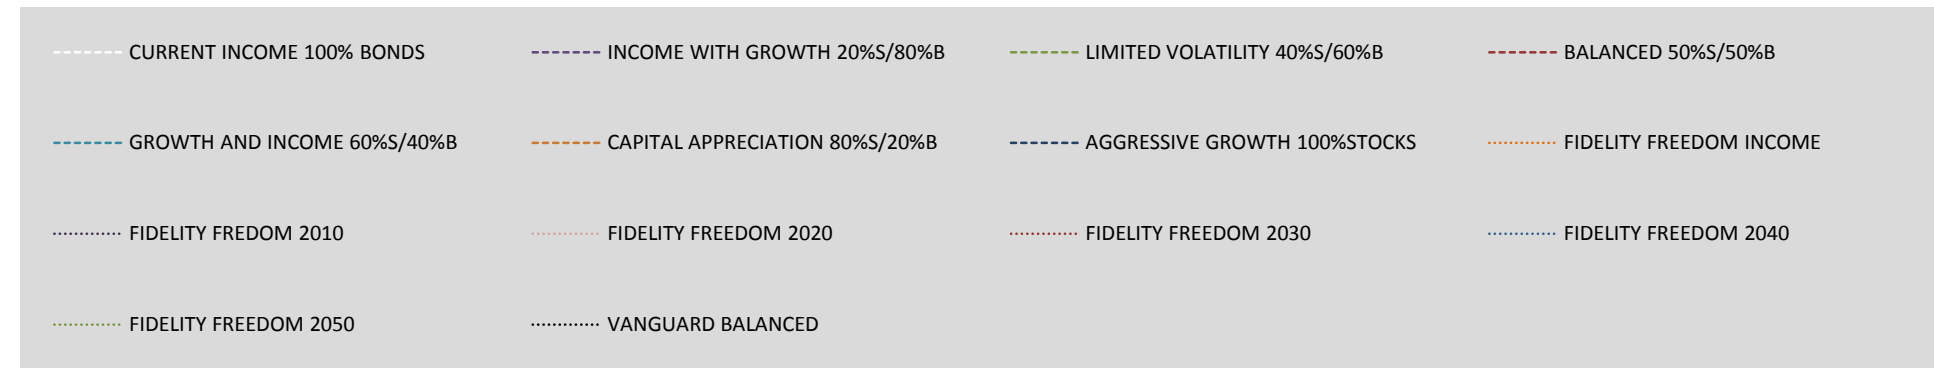 CURRENT INCOME 100% BONDS
INCOME WITH GROWTH 20%S/80%B
LIMITED VOLATILITY 40%S/60%B
BALANCED 50%S/50%B
GROWTH AND INCOME 60%S/40%B
CAPITAL APPRECIATION 80%S/20%B
AGGRESSIVE GROWTH 100%STOCKS
FIDELITY FREEDOM INCOME
FIDELITY FREDOM 2010
FIDELITY FREEDOM 2020
FIDELITY FREEDOM 2030
FIDELITY FREEDOM 2040
FIDELITY FREEDOM 2050
VANGUARD BALANCED